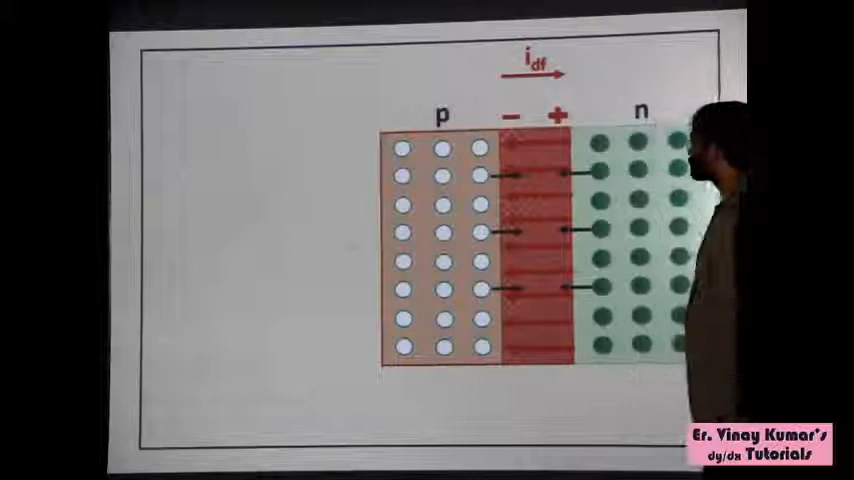 i_df
p − + n
Er. Vinay Kumar's
dy/dx Tutorials